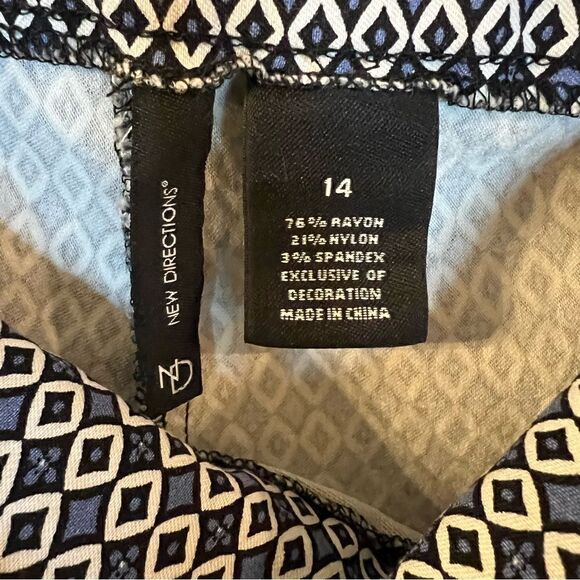 NEW DIRECTIONS®
ND
14
76% RAYON
21% NYLON
3% SPANDEX
EXCLUSIVE OF
DECORATION
MADE IN CHINA